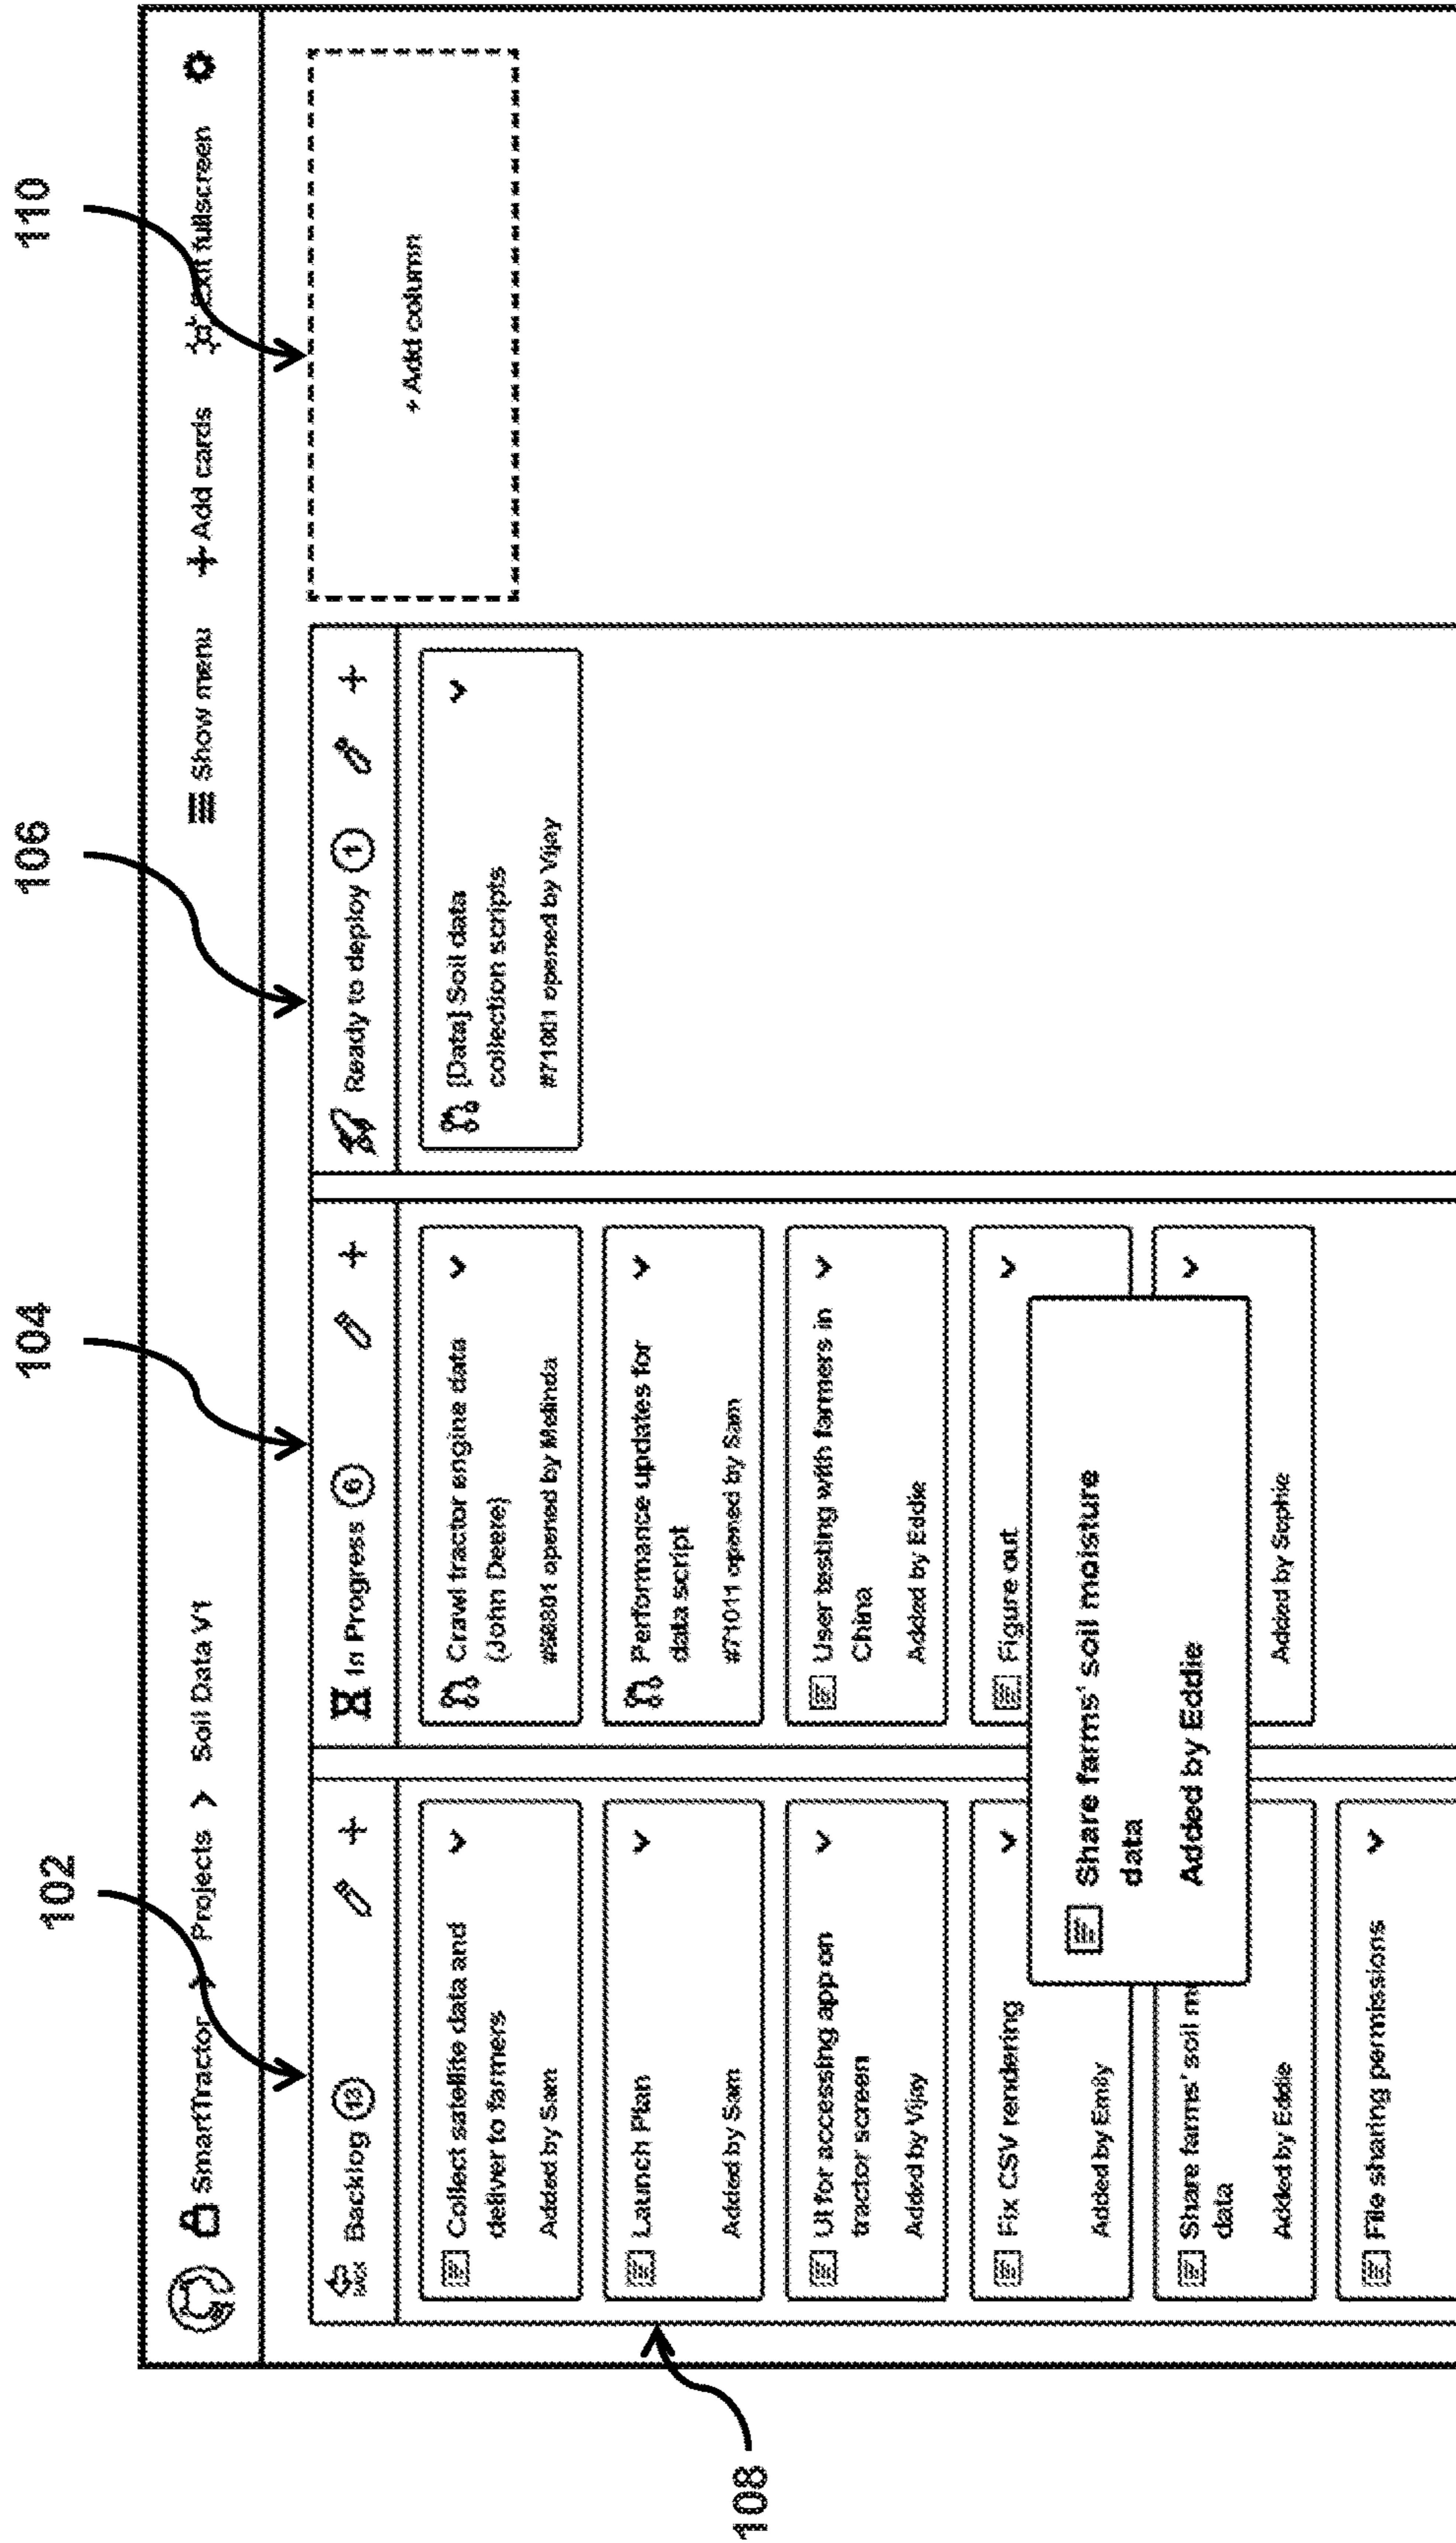 102
104
106
110
108
SmartTractor
Projects
Soil Data V1
Show menu
Add cards
exit fullscreen
BACK
Backlog 13
Collect satellite data and
deliver to farmers
Added by Sam
Launch Plan
Added by Sam
UI for accessing app on
tractor screen
Added by Vijay
Fix CSV rendering
Added by Emily
Share farms' soil
data
Added by Eddie
File sharing permissions
In Progress 6
Crawl tractor engine data
(John Deere)
opened by Melinda
Performance updates for
data script
#71011 opened by Sam
User testing with farmers in
China
Added by Eddie
Figure out
Added by Sophie
Share farms' soil moisture
data
Added by Eddie
Ready to deploy 1
[Data] Soil data
collection scripts
#71001 opened by Vijay
+ Add column